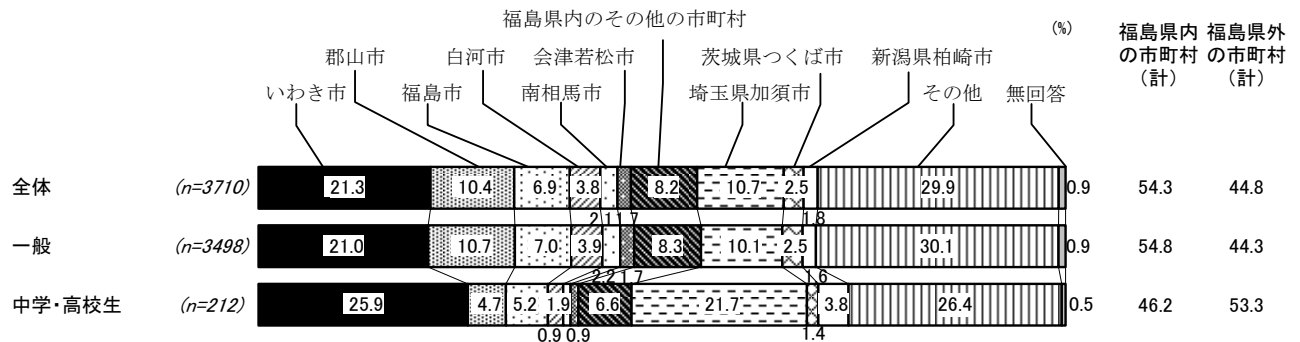 福島県内のその他の市町村
(%)
福島県内 福島県外
の市町村 の市町村
(計) (計)
郡山市 白河市 会津若松市 茨城県つくば市 新潟県柏崎市
いわき市 福島市 南相馬市 埼玉県加須市 その他 無回答
全体 (n=3710) 21.3 10.4 6.9 3.8 8.2 10.7 2.5 29.9 0.9 54.3 44.8
2.1 1.7 1.8
一般 (n=3498) 21.0 10.7 7.0 3.9 8.3 10.1 2.5 30.1 0.9 54.8 44.3
2.2 1.7 1.6
中学・高校生 (n=212) 25.9 4.7 5.2 1.9 6.6 21.7 3.8 26.4 0.5 46.2 53.3
0.9 0.9 1.4